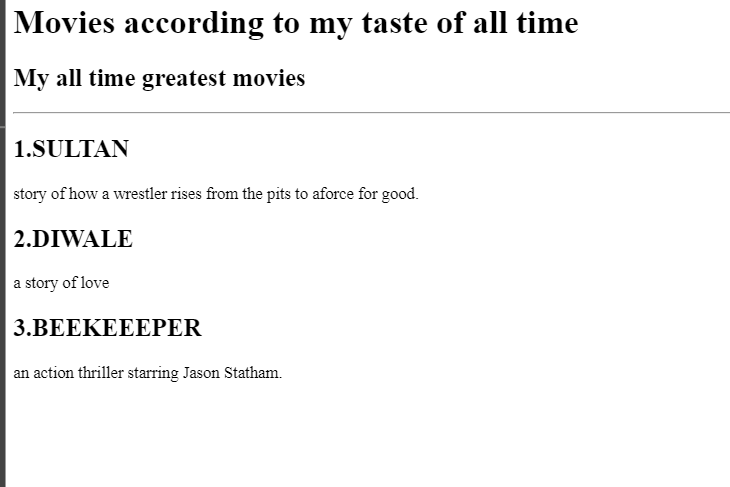 Movies according to my taste of all time
My all time greatest movies
1.SULTAN
story of how a wrestler rises from the pits to aforce for good.
2.DIWALE
a story of love
3.BEEKEEEPER
an action thriller starring Jason Statham.